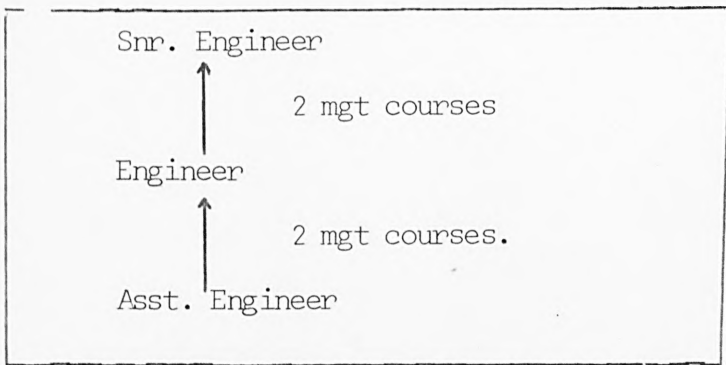 Snr. Engineer
2 mgt courses
Engineer
2 mgt courses.
Asst. Engineer